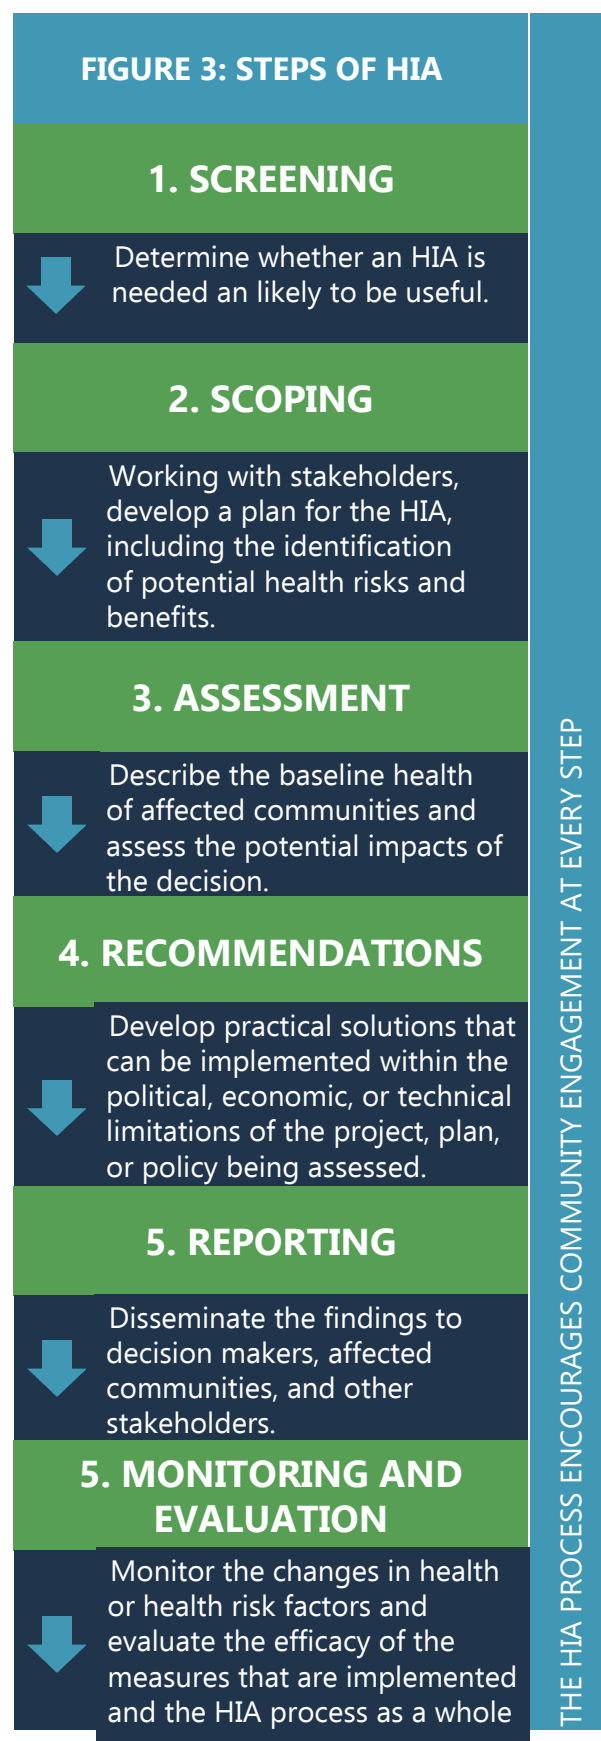 FIGURE 3: STEPS OF HIA
1. SCREENING
Determine whether an HIA is
needed an likely to be useful.
2. SCOPING
Working with stakeholders,
develop a plan for the HIA,
including the identification
of potential health risks and
benefits.
3. ASSESSMENT
Describe the baseline health
of affected communities and
assess the potential impacts of
the decision.
4. RECOMMENDATIONS
Develop practical solutions that
can be implemented within the
political, economic, or technical
limitations of the project, plan,
or policy being assessed.
5. REPORTING
Disseminate the findings to
decision makers, affected
communities, and other
stakeholders.
5. MONITORING AND
EVALUATION
Monitor the changes in health
or health risk factors and
evaluate the efficacy of the
measures that are implemented
and the HIA process as a whole
THE HIA PROCESS ENCOURAGES COMMUNITY ENGAGEMENT AT EVERY STEP